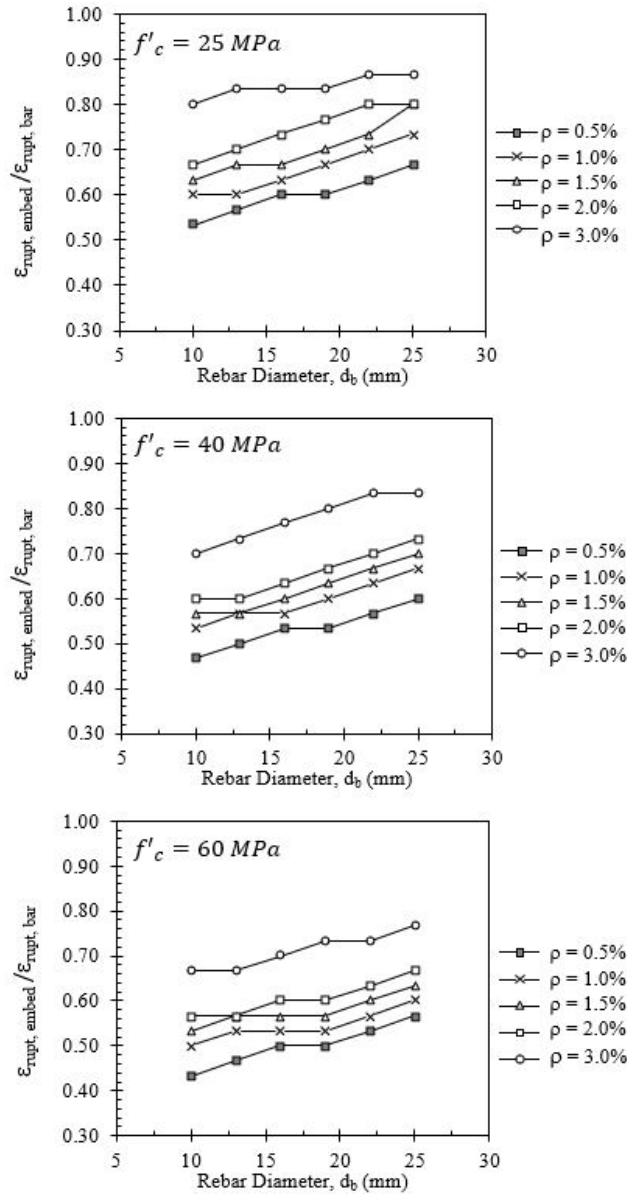 f'c = 25 MPa
εrupt, embed /εrupt, bar
1.00
0.90
0.80
0.70
0.60
0.50
0.40
0.30
5 10 15 20 25 30
Rebar Diameter, db (mm)
ρ = 0.5%
ρ = 1.0%
ρ = 1.5%
ρ = 2.0%
ρ = 3.0%
f'c = 40 MPa
εrupt, embed /εrupt, bar
1.00
0.90
0.80
0.70
0.60
0.50
0.40
0.30
5 10 15 20 25 30
Rebar Diameter, db (mm)
ρ = 0.5%
ρ = 1.0%
ρ = 1.5%
ρ = 2.0%
ρ = 3.0%
f'c = 60 MPa
εrupt, embed /εrupt, bar
1.00
0.90
0.80
0.70
0.60
0.50
0.40
0.30
5 10 15 20 25 30
Rebar Diameter, db (mm)
ρ = 0.5%
ρ = 1.0%
ρ = 1.5%
ρ = 2.0%
ρ = 3.0%